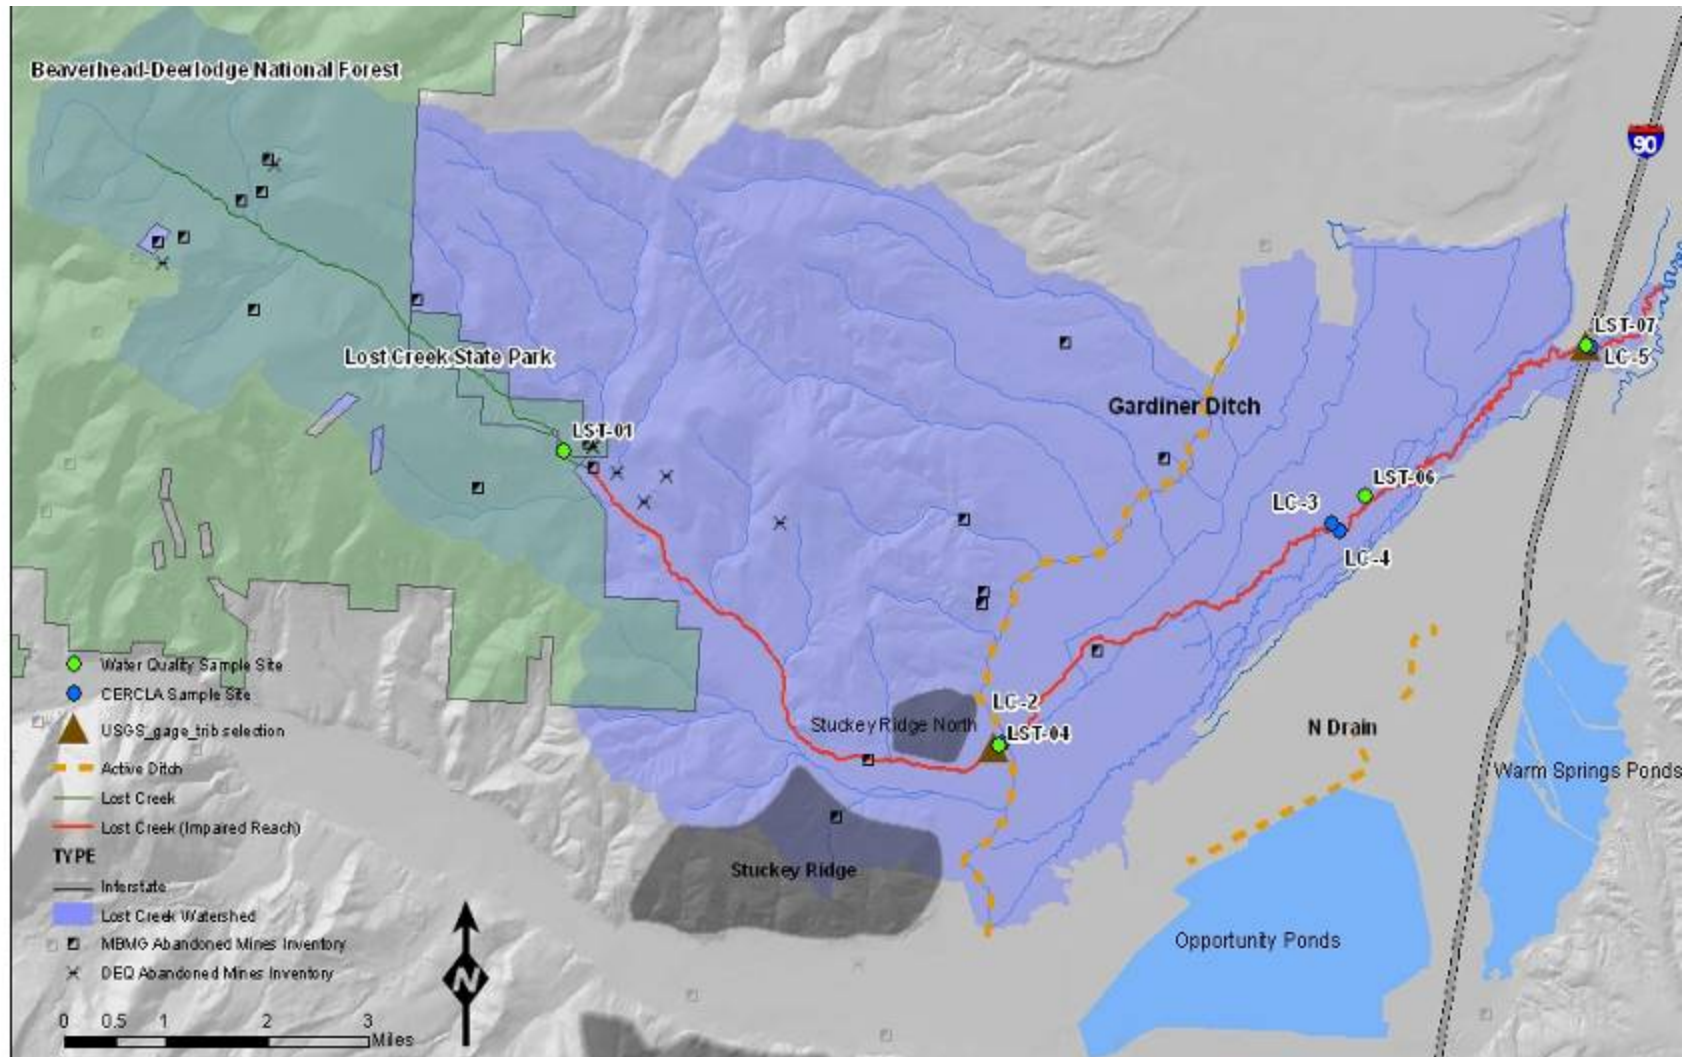 Beaverhead-Deerlodge National Forest
90
Lost Creek State Park
LST-07
LC-5
Gardiner Ditch
LST-01
LST-06
LC-3
LC-4
LC-2
LST-04
Stuckey Ridge North
N Drain
Warm Springs Ponds
Stuckey Ridge
Opportunity Ponds
Water Quality Sample Site
CERCLA Sample Site
USGS_gage_trib selection
Active Ditch
Lost Creek
Lost Creek (Impaired Reach)
TYPE
Interstate
Lost Creek Watershed
MBMG Abandoned Mines Inventory
DEQ Abandoned Mines Inventory
N
0 0.5 1 2 3
Miles